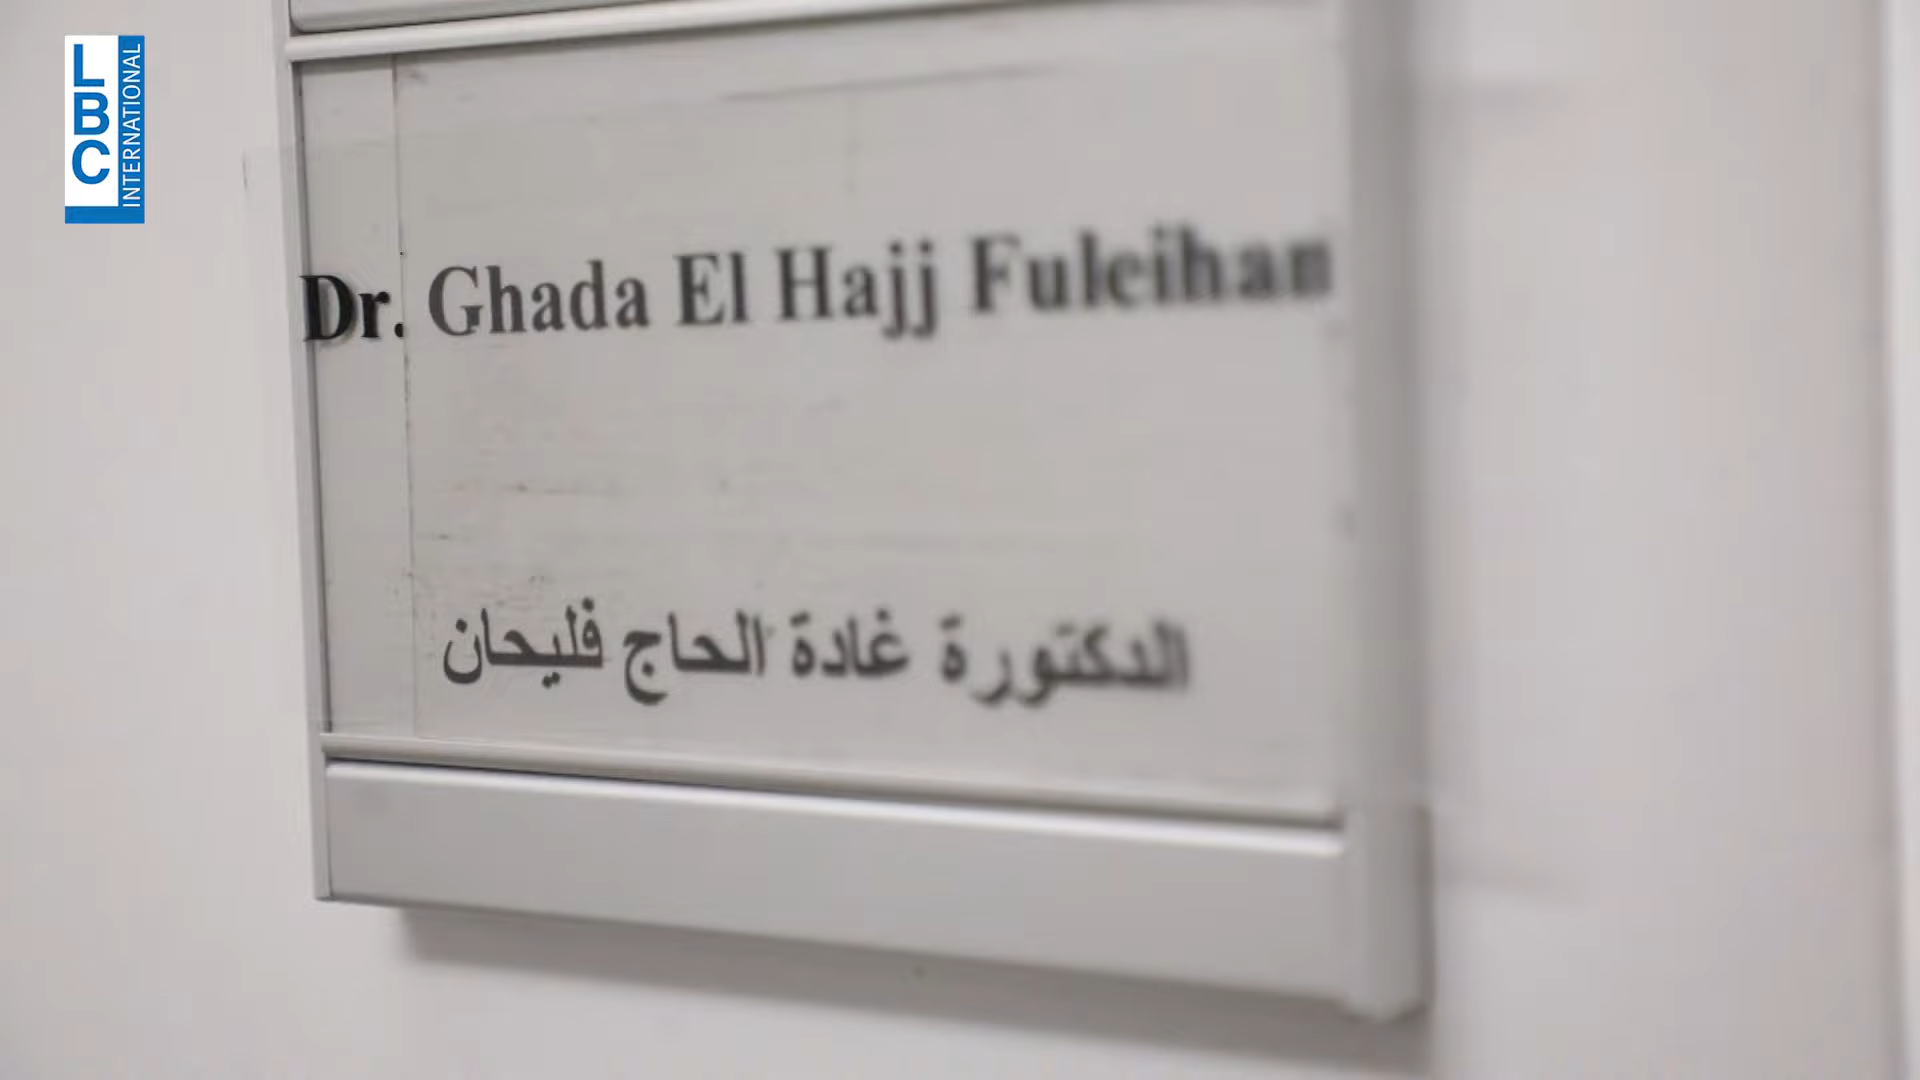 LBC
INTERNATIONAL
Dr. Ghada El Hajj Fuleihan
الدكتورة غادة الحاج فليحان